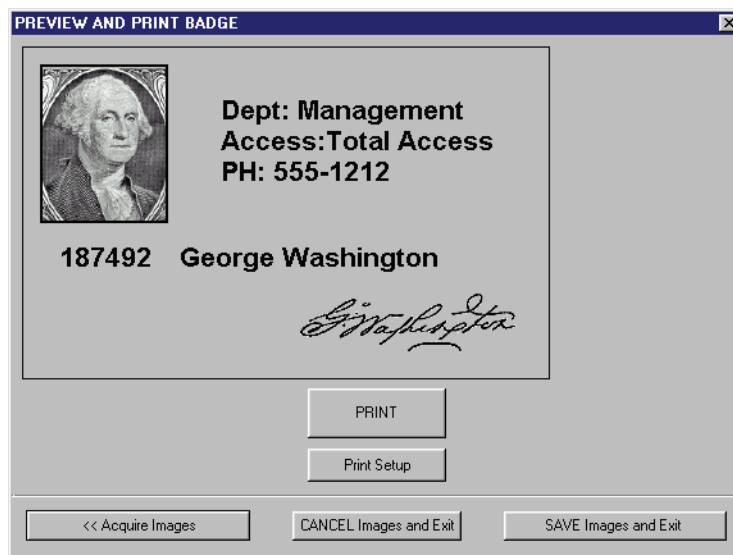 PREVIEW AND PRINT BADGE
Dept: Management
Access:Total Access
PH: 555-1212
187492 George Washington
G.Washington
PRINT
Print Setup
<< Acquire Images
CANCEL Images and Exit
SAVE Images and Exit